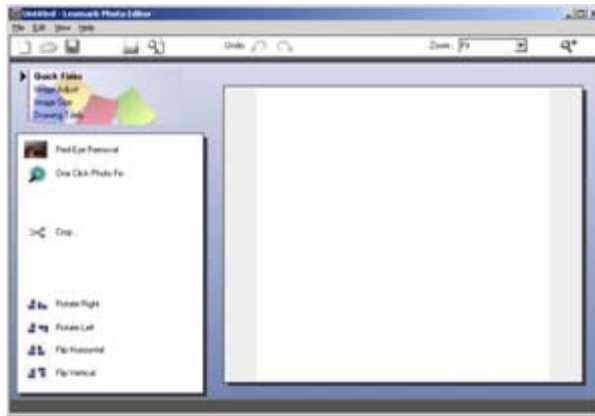 Untitled - Lexmark Photo Editor
File Edit View Help
Undo: Zoom: Fit
Quick Fixes
Image Adjust
Image Size
Drawing Tools
Red-Eye Removal
One Click Photo Fix
Crop...
Rotate Right
Rotate Left
Flip Horizontal
Flip Vertical